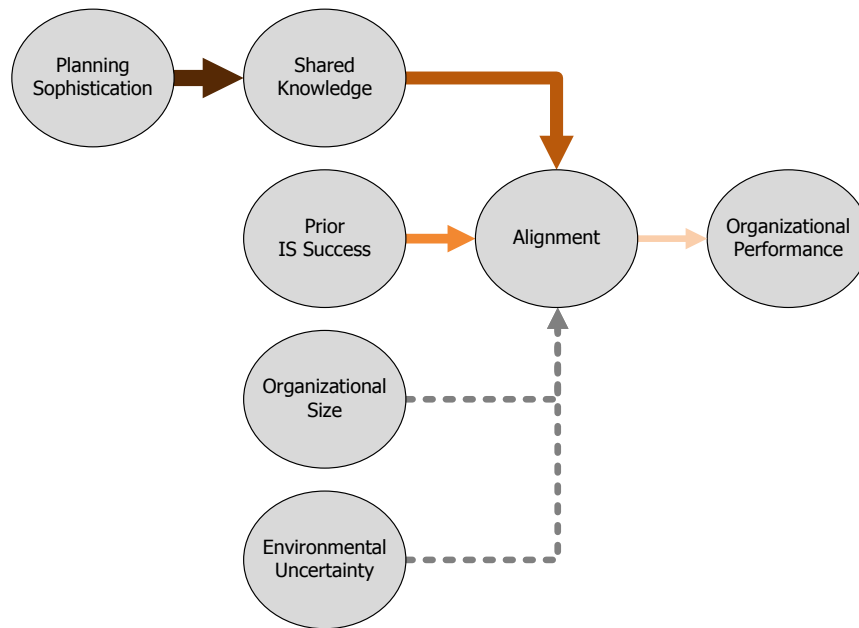 Planning
Sophistication
Shared
Knowledge
Prior
IS Success
Alignment
Organizational
Performance
Organizational
Size
Environmental
Uncertainty